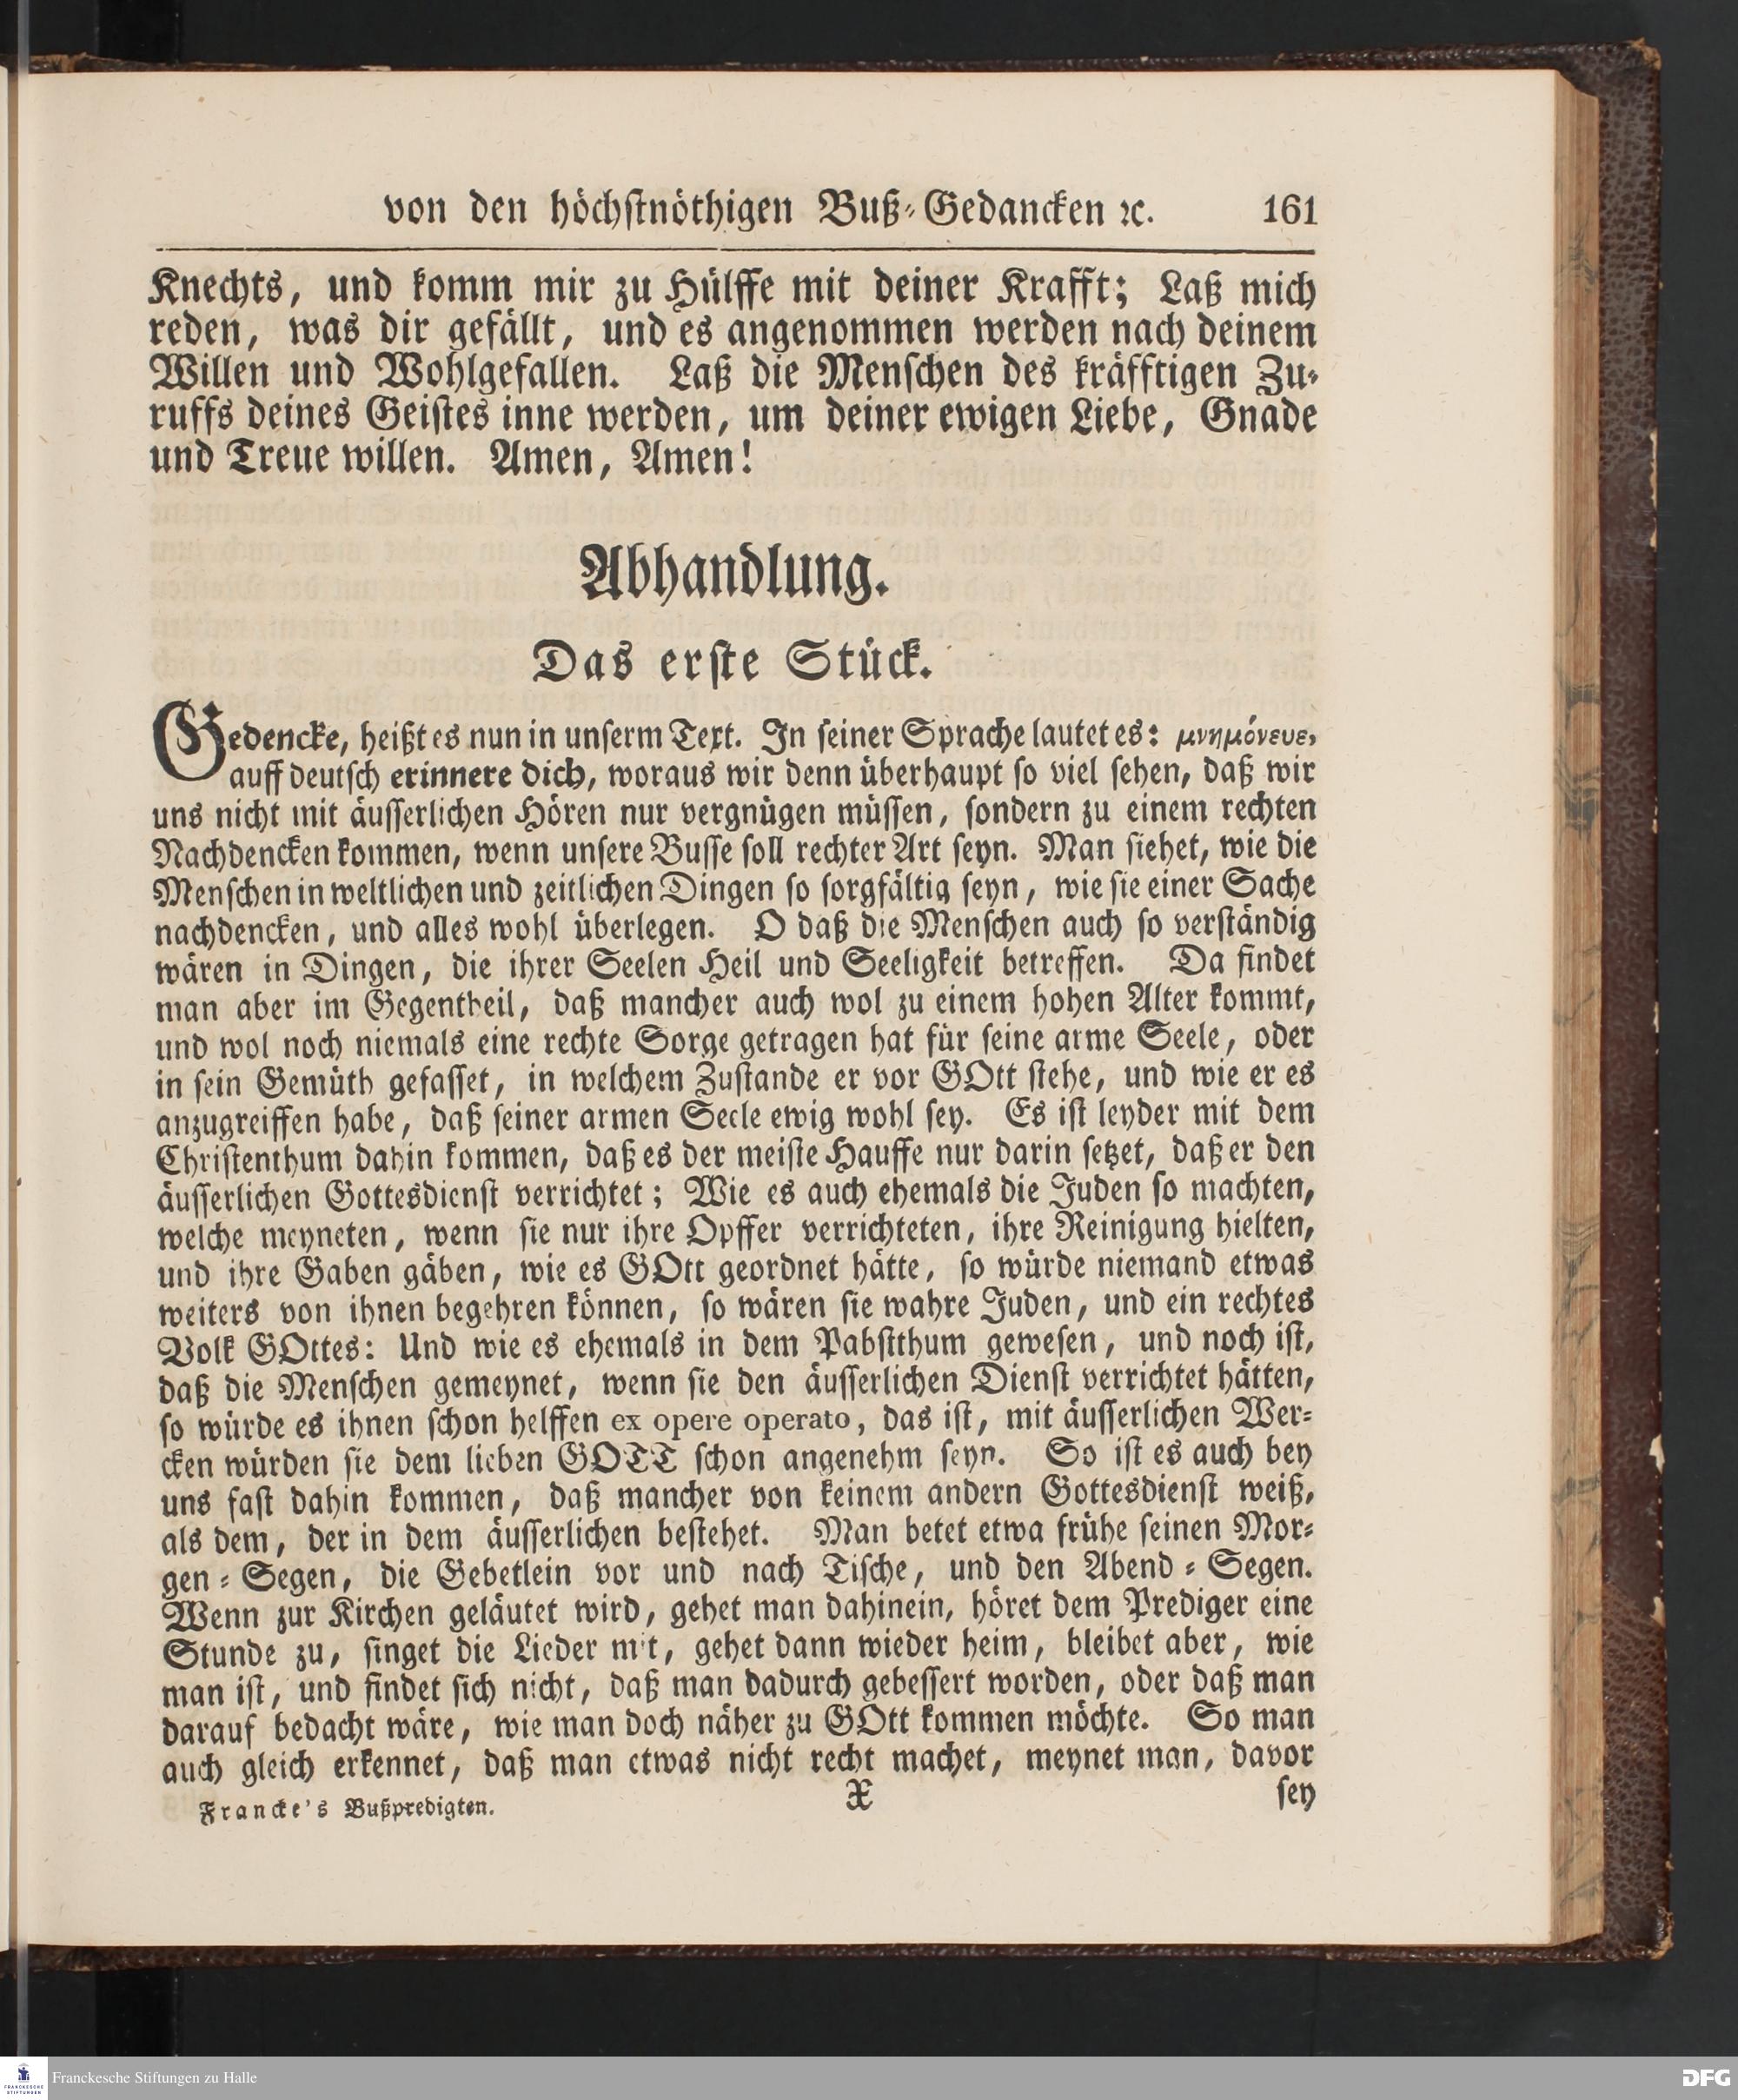 von den höchstnöthigen Buß-Gedancken ꝛc. 161
Knechts, und komm mir zu Hülffe mit deiner Krafft; Laß mich
reden, was dir gefällt, und es angenommen werden nach deinem
Willen und Wohlgefallen. Laß die Menschen des kräfftigen Zu-
ruffs deines Geistes inne werden, um deiner ewigen Liebe, Gnade
und Treue willen. Amen, Amen!
Abhandlung.
Das erste Stück.
Gedencke, heißt es nun in unserm Text. In seiner Sprache lautet es: μνημόνευε,
auff deutsch erinnere dich, woraus wir denn überhaupt so viel sehen, daß wir
uns nicht mit äusserlichen Hören nur vergnügen müssen, sondern zu einem rechten
Nachdencken kommen, wenn unsere Busse soll rechter Art seyn. Man siehet, wie die
Menschen in weltlichen und zeitlichen Dingen so sorgfältig seyn, wie sie einer Sache
nachdencken, und alles wohl überlegen. O daß die Menschen auch so verständig
wären in Dingen, die ihrer Seelen Heil und Seeligkeit betreffen. Da findet
man aber im Gegentheil, daß mancher auch wol zu einem hohen Alter kommt,
und wol noch niemals eine rechte Sorge getragen hat für seine arme Seele, oder
in sein Gemüth gefasset, in welchem Zustande er vor GOtt stehe, und wie er es
anzugreiffen habe, daß seiner armen Seele ewig wohl sey. Es ist leyder mit dem
Christenthum dahin kommen, daß es der meiste Hauffe nur darin setzet, daß er den
äusserlichen Gottesdienst verrichtet; Wie es auch ehemals die Juden so machten,
welche meyneten, wenn sie nur ihre Opffer verrichteten, ihre Reinigung hielten,
und ihre Gaben gäben, wie es GOtt geordnet hätte, so würde niemand etwas
weiters von ihnen begehren können, so wären sie wahre Juden, und ein rechtes
Volk GOttes: Und wie es ehemals in dem Pabstthum gewesen, und noch ist,
daß die Menschen gemeynet, wenn sie den äusserlichen Dienst verrichtet hätten,
so würde es ihnen schon helffen ex opere operato, das ist, mit äusserlichen Wer-
cken würden sie dem lieben GOTT schon angenehm seyn. So ist es auch bey
uns fast dahin kommen, daß mancher von keinem andern Gottesdienst weiß,
als dem, der in dem äusserlichen bestehet. Man betet etwa frühe seinen Mor-
gen-Segen, die Gebetlein vor und nach Tische, und den Abend-Segen.
Wenn zur Kirchen geläutet wird, gehet man dahinein, höret dem Prediger eine
Stunde zu, singet die Lieder mit, gehet dann wieder heim, bleibet aber, wie
man ist, und findet sich nicht, daß man dadurch gebessert worden, oder daß man
darauf bedacht wäre, wie man doch näher zu GOtt kommen möchte. So man
auch gleich erkennet, daß man etwas nicht recht machet, meynet man, davor
Francke's Bußpredigten. X sey
FRANCKESCHE
STIFTUNGEN
Franckesche Stiftungen zu Halle
DFG